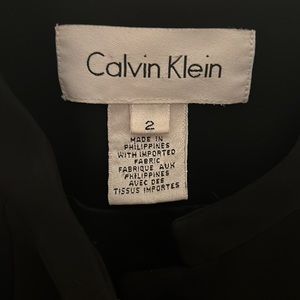 Calvin Klein
2
MADE IN
PHILIPPINES
WITH IMPORTED
FABRIC
FABRIQUE AUX
PHILIPPINES
AVEC DES
TISSUS IMPORTES